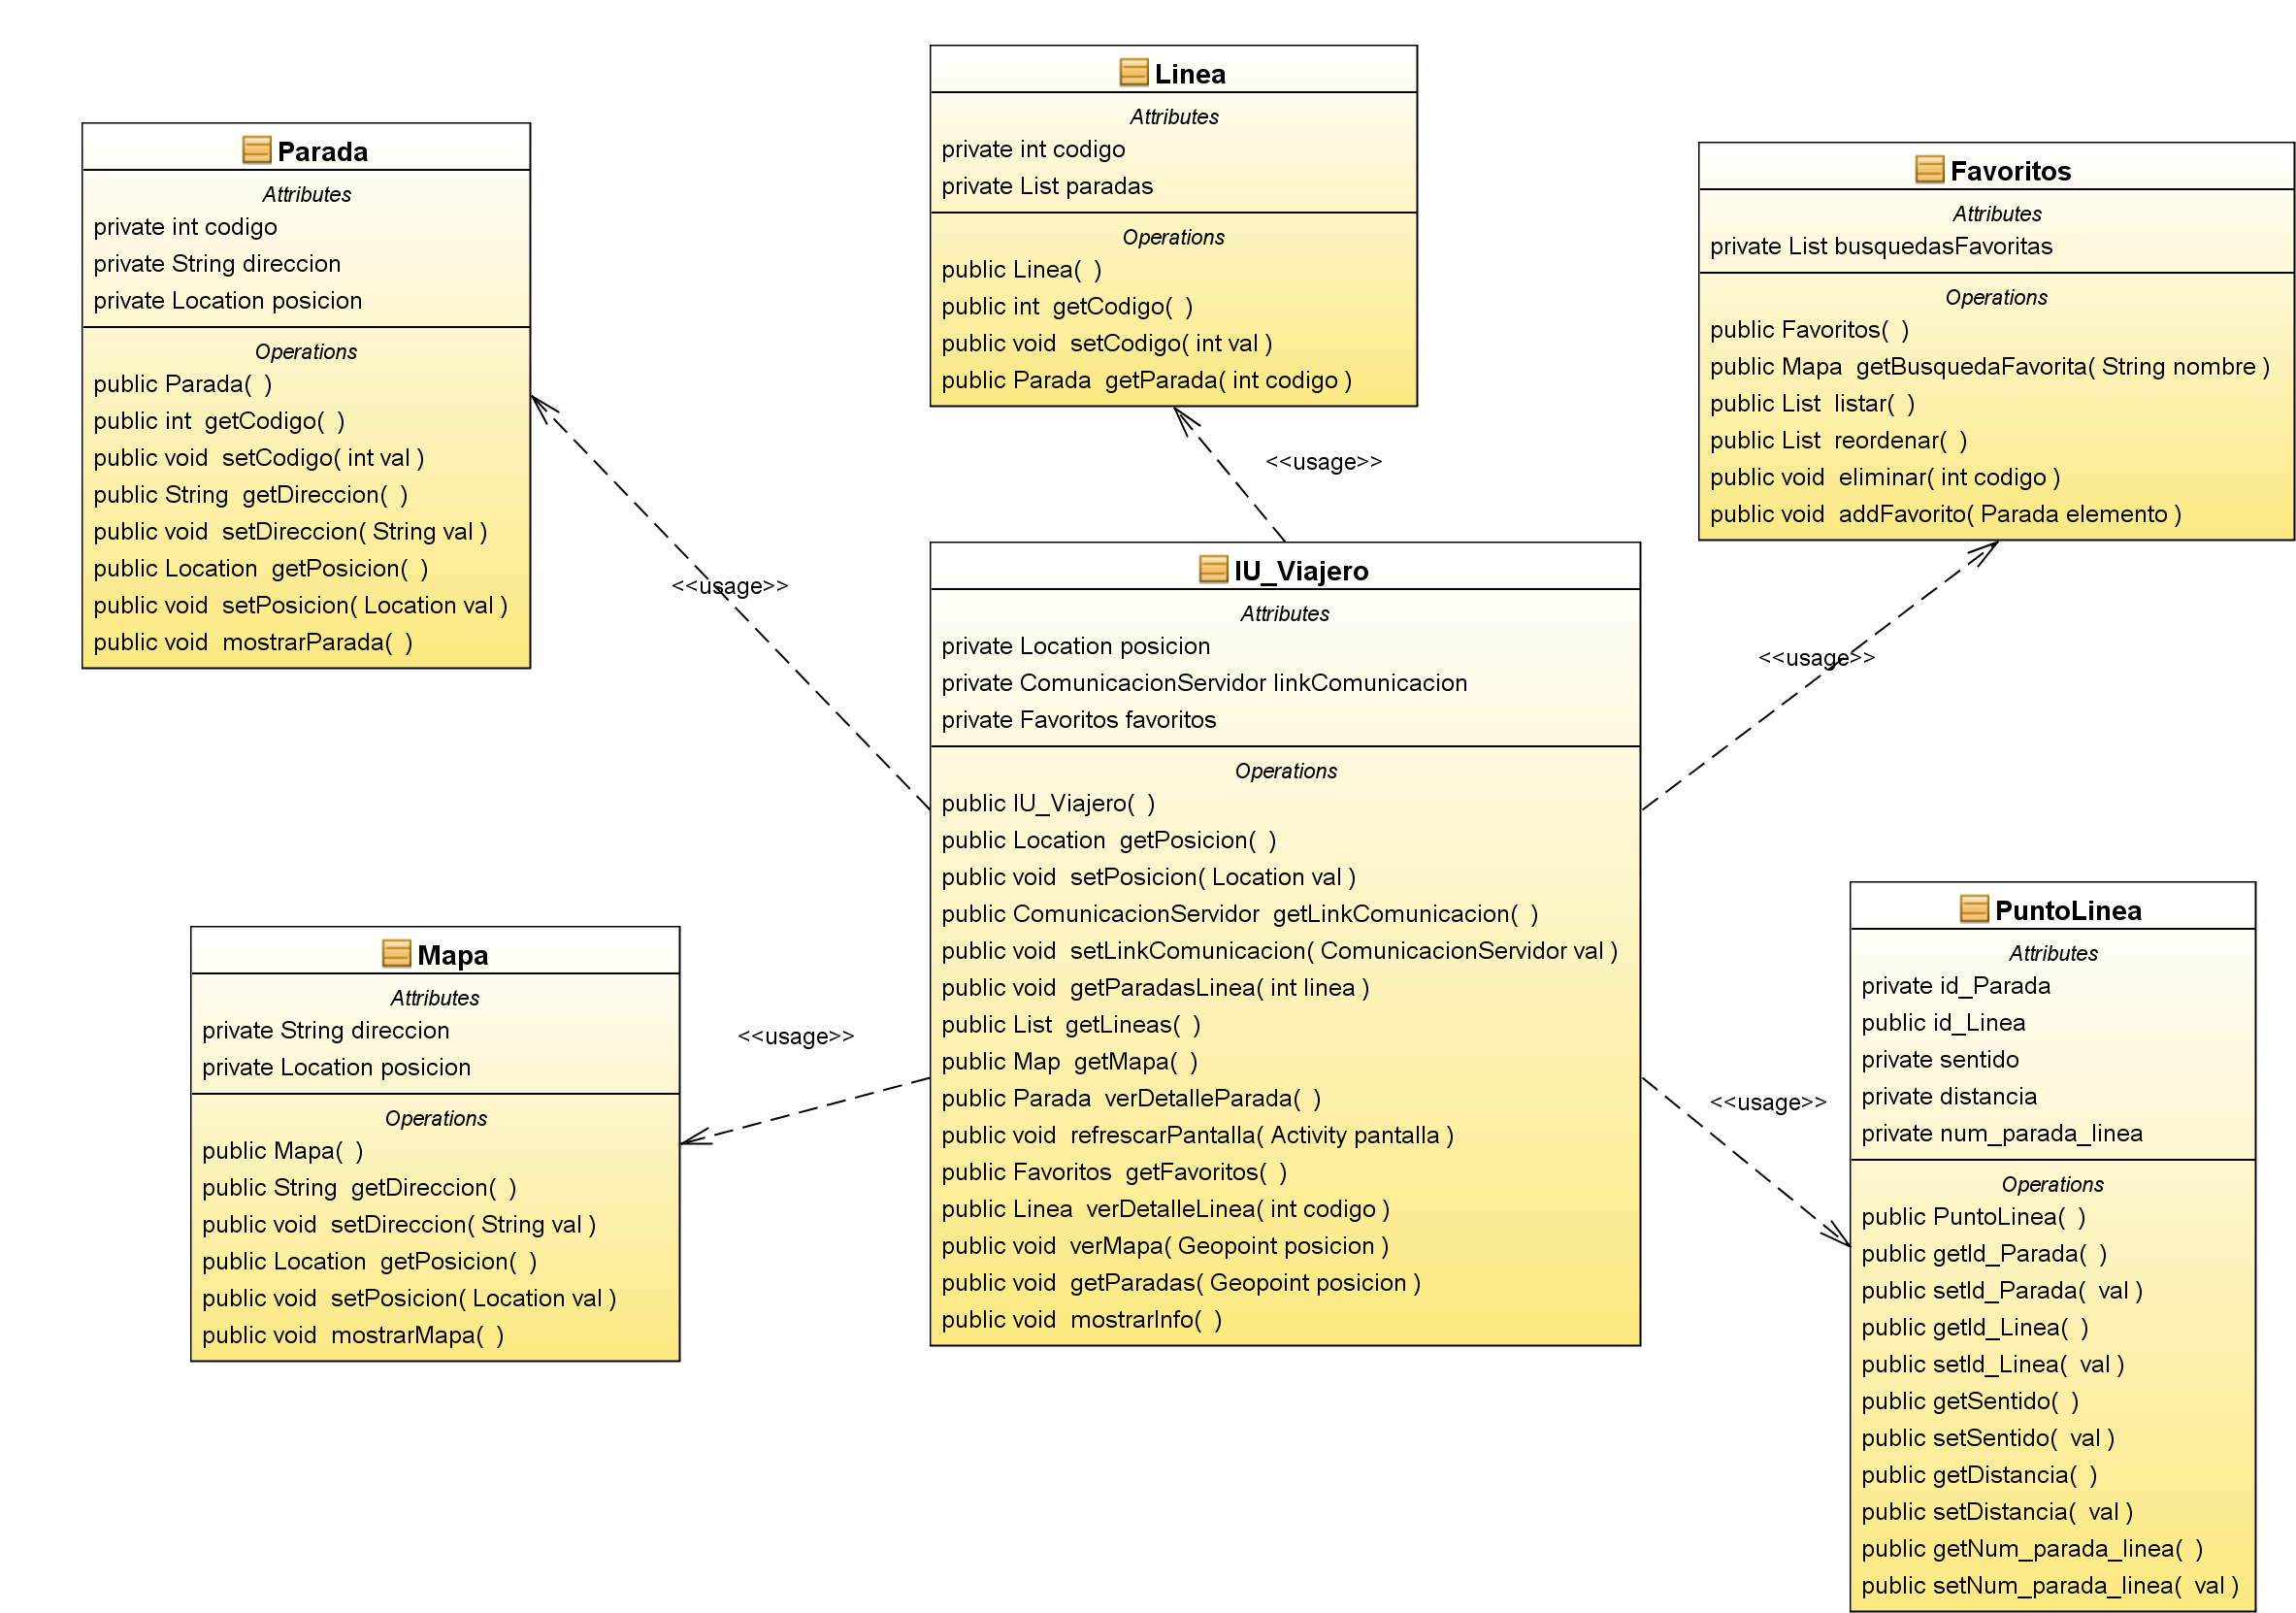 Linea
Attributes
private int codigo
private List paradas
Operations
public Linea(  )
public int  getCodigo(  )
public void  setCodigo( int val )
public Parada  getParada( int codigo )
Parada
Attributes
private int codigo
private String direccion
private Location posicion
Operations
public Parada(  )
public int  getCodigo(  )
public void  setCodigo( int val )
public String  getDireccion(  )
public void  setDireccion( String val )
public Location  getPosicion(  )
public void  setPosicion( Location val )
public void  mostrarParada(  )
Favoritos
Attributes
private List busquedasFavoritas
Operations
public Favoritos(  )
public Mapa  getBusquedaFavorita( String nombre )
public List  listar(  )
public List  reordenar(  )
public void  eliminar( int codigo )
public void  addFavorito( Parada elemento )
<<usage>>
<<usage>>
<<usage>>
IU_Viajero
Attributes
private Location posicion
private ComunicacionServidor linkComunicacion
private Favoritos favoritos
Operations
public IU_Viajero(  )
public Location  getPosicion(  )
public void  setPosicion( Location val )
public ComunicacionServidor  getLinkComunicacion(  )
public void  setLinkComunicacion( ComunicacionServidor val )
public void  getParadasLinea( int linea )
public List  getLineas(  )
public Map  getMapa(  )
public Parada  verDetalleParada(  )
public void  refrescarPantalla( Activity pantalla )
public Favoritos  getFavoritos(  )
public Linea  verDetalleLinea( int codigo )
public void  verMapa( Geopoint posicion )
public void  getParadas( Geopoint posicion )
public void  mostrarInfo(  )
Mapa
Attributes
private String direccion
private Location posicion
Operations
public Mapa(  )
public String  getDireccion(  )
public void  setDireccion( String val )
public Location  getPosicion(  )
public void  setPosicion( Location val )
public void  mostrarMapa(  )
<<usage>>
<<usage>>
PuntoLinea
Attributes
private id_Parada
public id_Linea
private sentido
private distancia
private num_parada_linea
Operations
public PuntoLinea(  )
public getId_Parada(  )
public setId_Parada(  val )
public getId_Linea(  )
public setId_Linea(  val )
public getSentido(  )
public setSentido(  val )
public getDistancia(  )
public setDistancia(  val )
public getNum_parada_linea(  )
public setNum_parada_linea(  val )